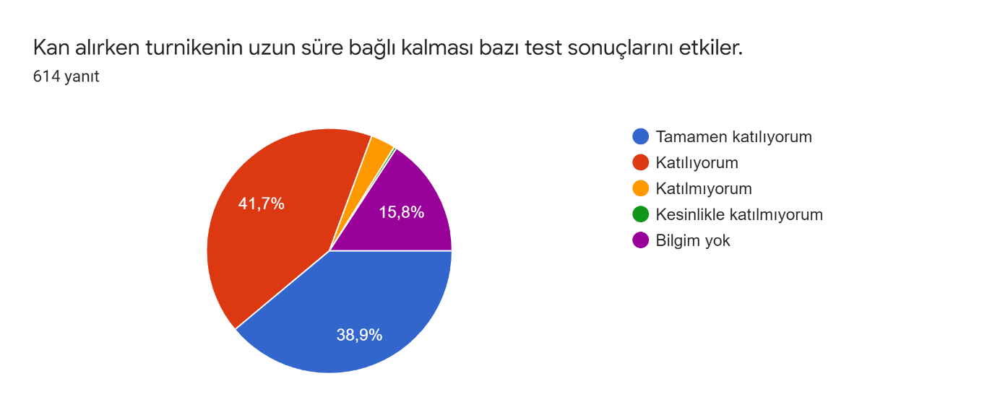 Kan alırken turnikenin uzun süre bağlı kalması bazı test sonuçlarını etkiler.
614 yanıt
41,7%
15,8%
38,9%
Tamamen katılıyorum
Katılıyorum
Katılmıyorum
Kesinlikle katılmıyorum
Bilgim yok